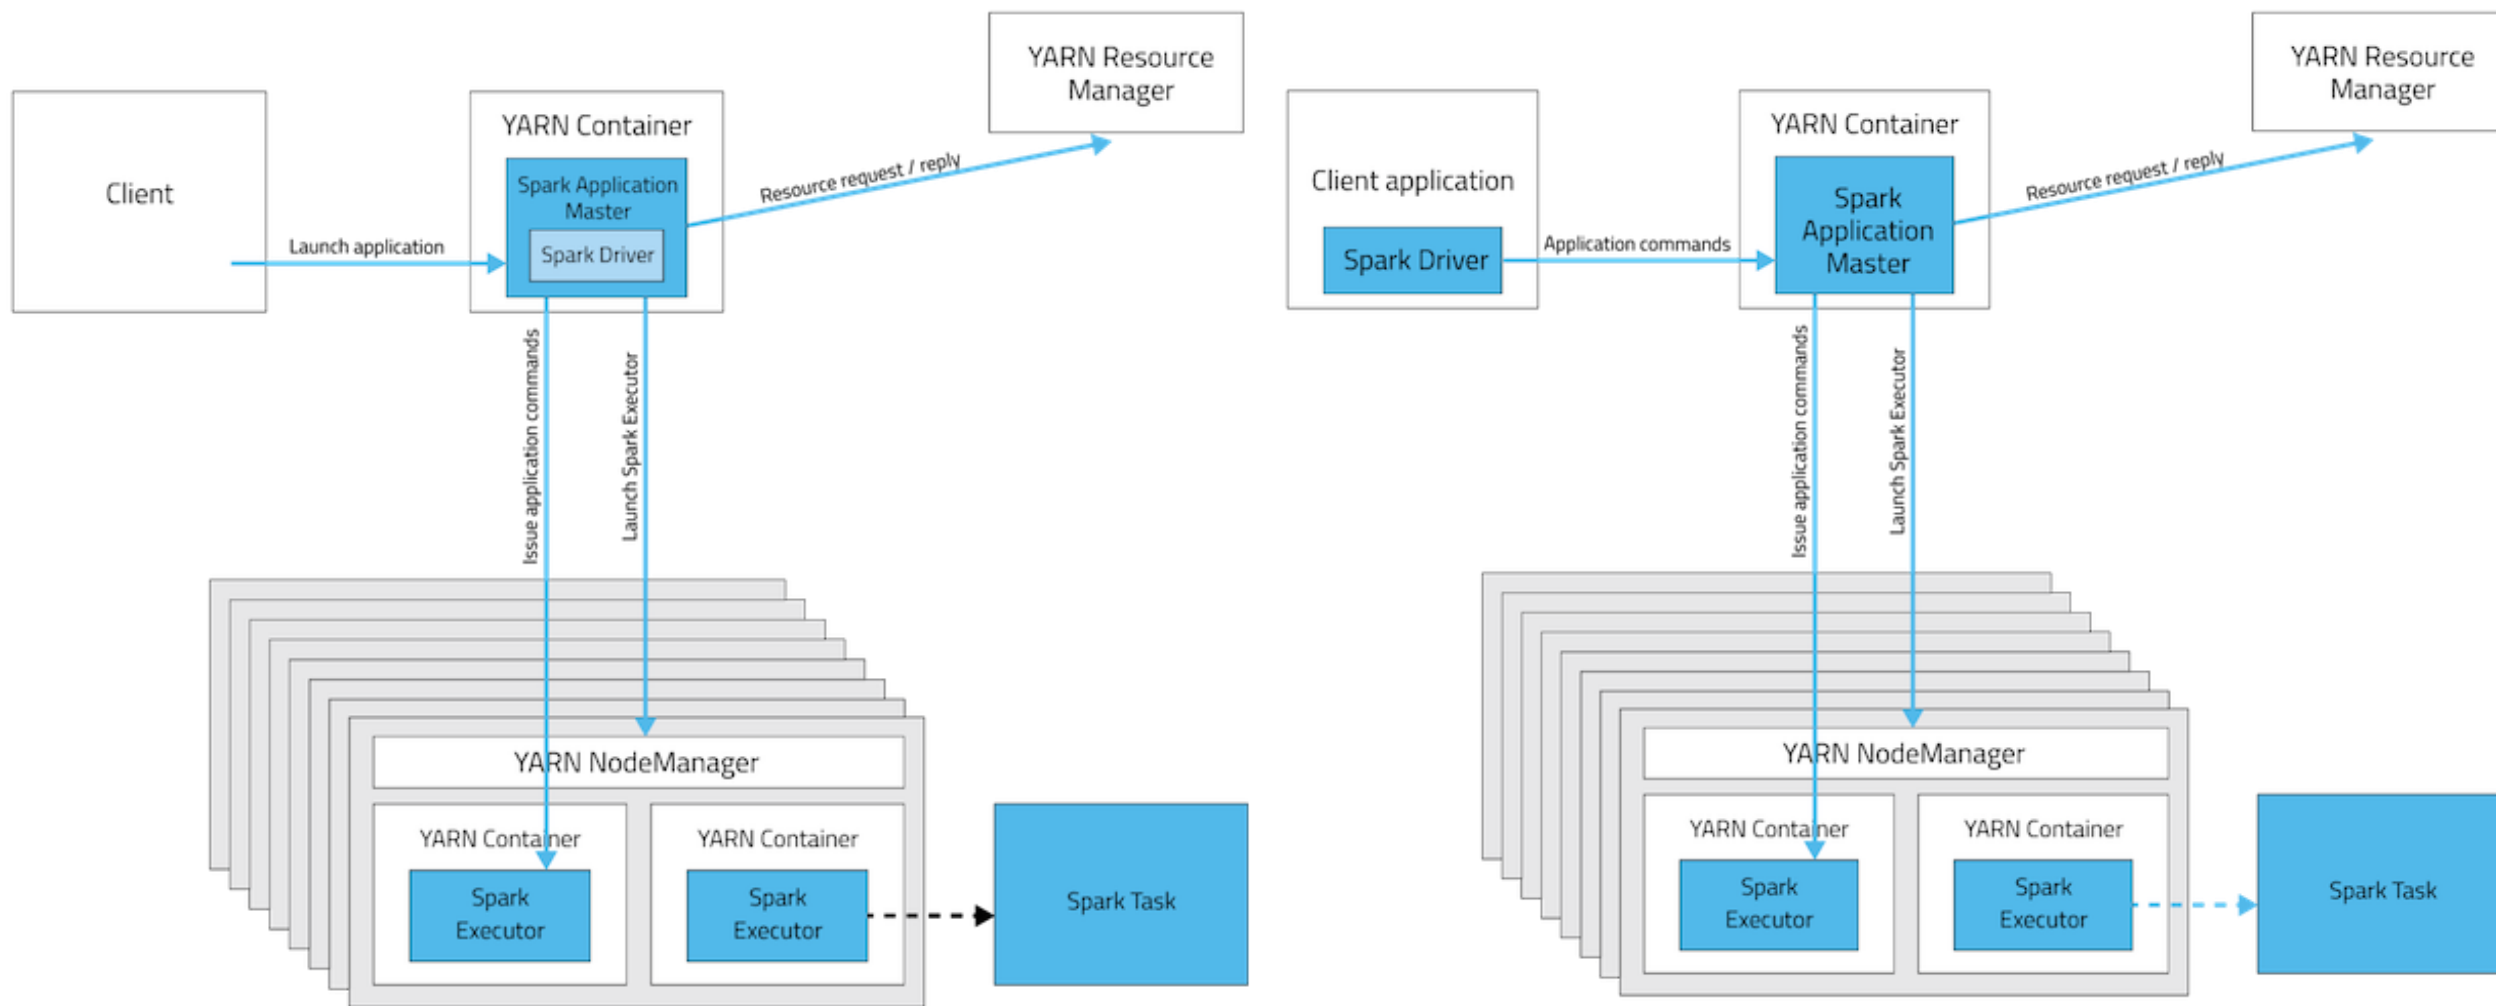 YARN Resource
Manager
Client
YARN Container
Spark Application
Master
Spark Driver
Launch application
Resource request / reply
Issue application commands
Launch Spark Executor
YARN NodeManager
YARN Container
Spark
Executor
YARN Container
Spark
Executor
Spark Task
YARN Resource
Manager
Client application
Spark Driver
YARN Container
Spark
Application
Master
Application commands
Resource request / reply
Issue application commands
Launch Spark Executor
YARN NodeManager
YARN Container
Spark
Executor
YARN Container
Spark
Executor
Spark Task